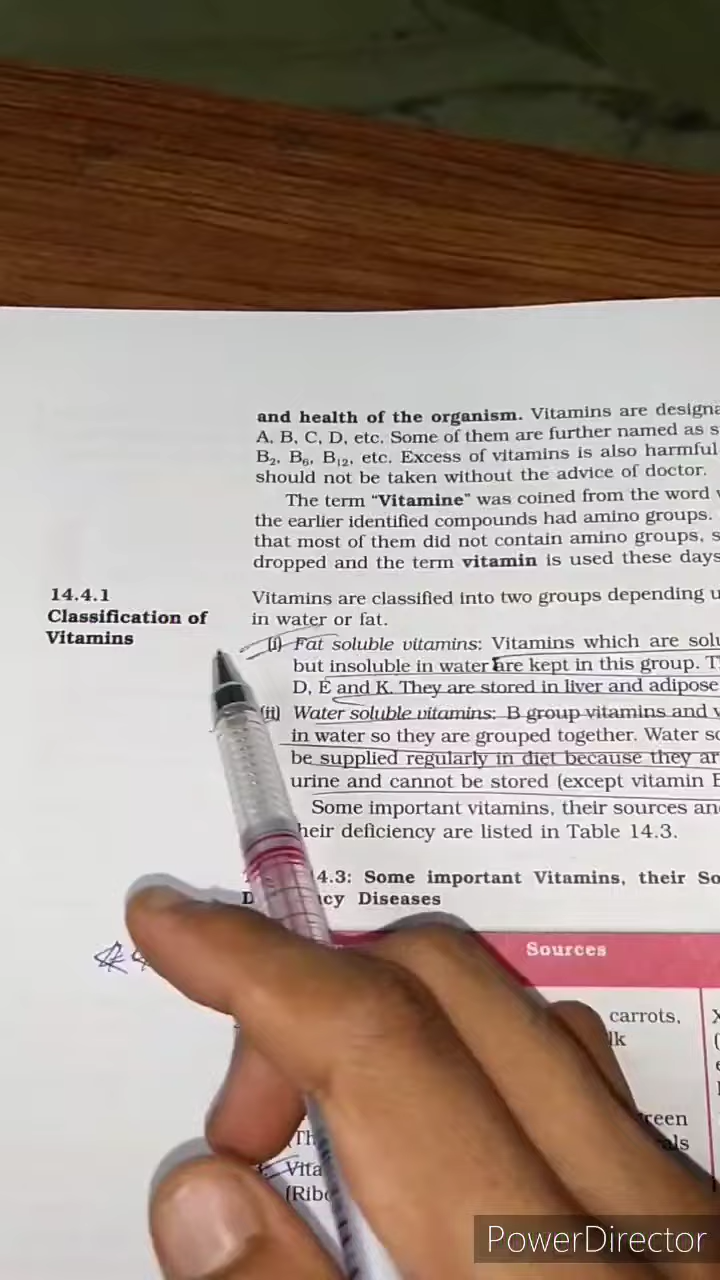 and health of the organism. Vitamins are
A, B, C, D, etc. Some of them are further named as
B2, B6, B12, etc. Excess of vitamins is also harmful
should not be taken without the advice of doctor.
The term "Vitamine" was coined from the word
the earlier identified compounds had amino groups.
that most of them did not contain amino groups,
dropped and the term vitamin is used these days
14.4.1
Classification of
Vitamins
Vitamins are classified into two groups depending
in water or fat.
(i) Fat soluble vitamins: Vitamins which are
but insoluble in water are kept in this group.
D, E and K. They are stored in liver and adipose
(ii) Water soluble vitamins: B group vitamins and
in water so they are grouped together. Water
be supplied regularly in diet because they
urine and cannot be stored (except vitamin
Some important vitamins, their sources
heir deficiency are listed in Table 14.3.
4.3: Some important Vitamins, their
cy Diseases
Sources
carrots,
lk
reen
als
(Th
Vita
(Ribo
PowerDirector